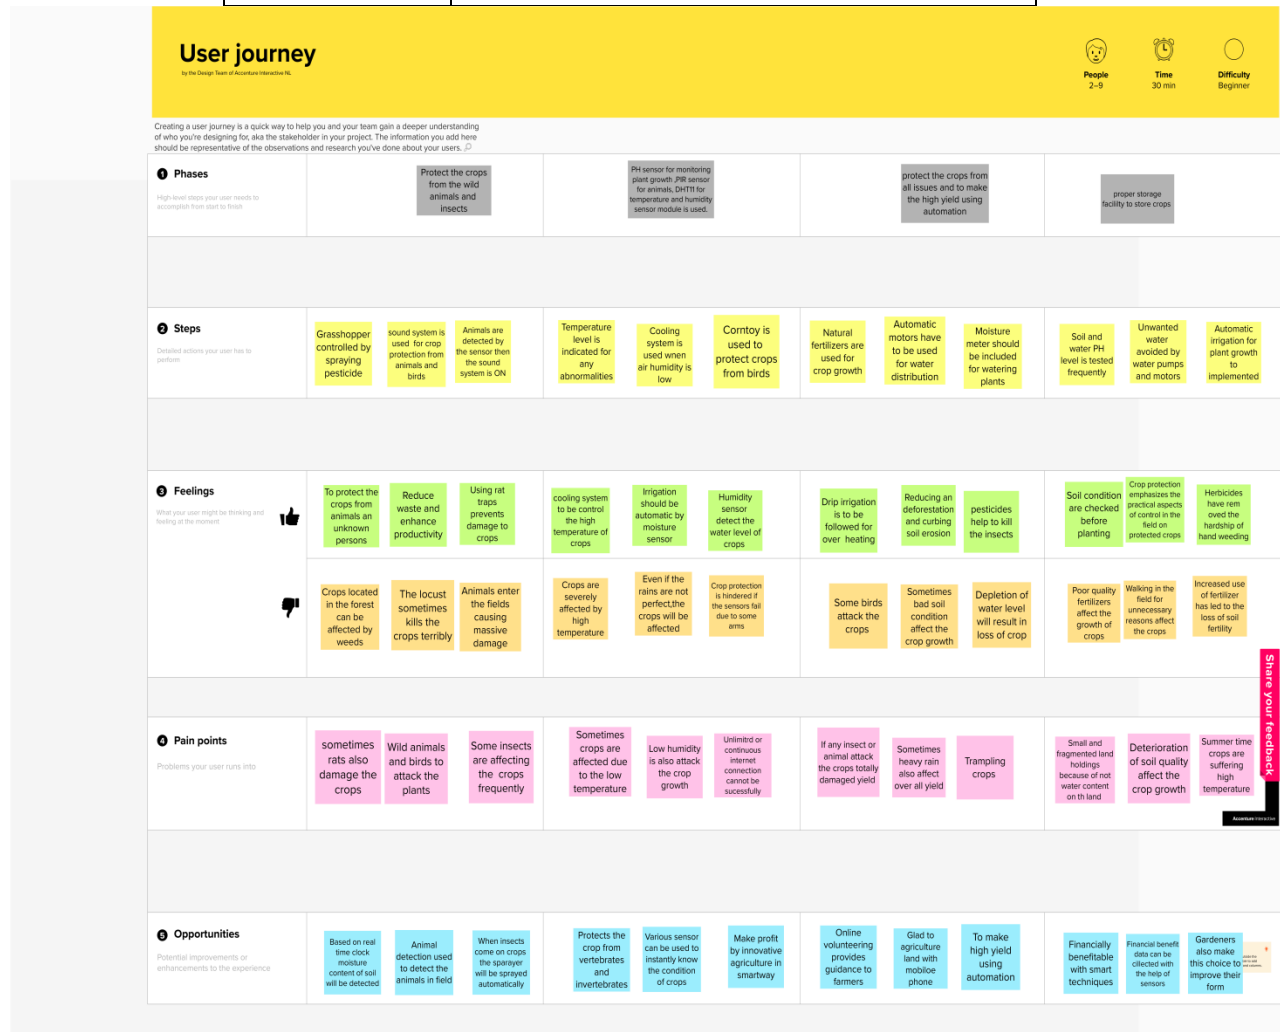 User journey
by the Design Team of Accenture Interactive NL
People
2–9
Time
30 min
Difficulty
Beginner
Creating a user journey is a quick way to help you and your team gain a deeper understanding
of who you're designing for, aka the stakeholder in your project. The information you add here
should be representative of the observations and research you've done about your users.
1 Phases
High-level steps your user needs to
accomplish from start to finish
Protect the crops
from the wild
animals and
insects
PH sensor for monitoring
plant growth ,PIR sensor
for animals, DHT11 for
temperature and humidity
sensor module is used.
protect the crops from
all issues and to make
the high yield using
automation
proper storage
facility to store crops
2 Steps
Detailed actions your user has to
perform
Grasshopper
controlled by
spraying
pesticide
sound system is
used for crop
protection from
animals and
birds
Animals are
detected by
the sensor then
the sound
system is ON
Temperature
level is
indicated for
any
abnormalities
Cooling
system is
used when
air humidity is
low
Corntoy is
used to
protect crops
from birds
Natural
fertilizers are
used for
crop growth
Automatic
motors have
to be used
for water
distribution
Moisture
meter should
be included
for watering
plants
Soil and
water PH
level is tested
frequently
Unwanted
water
avoided by
water pumps
and motors
Automatic
irrigation for
plant growth
to
implemented
3 Feelings
What your user might be thinking and
feeling at the moment
To protect the
crops from
animals an
unknown
persons
Reduce
waste and
enhance
productivity
Using rat
traps
prevents
damage to
crops
cooling system
to be control
the high
temperature of
crops
Irrigation
should be
automatic by
moisture
sensor
Humidity
sensor
detect the
water level of
crops
Drip irrigation
is to be
followed for
over heating
Reducing an
deforestation
and curbing
soil erosion
pesticides
help to kill
the insects
Soil condition
are checked
before
planting
Crop protection
emphasizes the
practical aspects
of control in the
field on
protected crops
Herbicides
have rem
oved the
hardship of
hand weeding
Crops located
in the forest
can be
affected by
weeds
The locust
sometimes
kills the
crops terribly
Animals enter
the fields
causing
massive
damage
Crops are
severely
affected by
high
temperature
Even if the
rains are not
perfect,the
crops will be
affected
Crop protection
is hindered if
the sensors fail
due to some
arms
Some birds
attack the
crops
Sometimes
bad soil
condition
affect the
crop growth
Depletion of
water level
will result in
loss of crop
Poor quality
fertilizers
affect the
growth of
crops
Walking in the
field for
unnecessary
reasons affect
the crops
Increased use
of fertilizer
has led to the
loss of soil
fertility
Share your feedback
4 Pain points
Problems your user runs into
sometimes
rats also
damage the
crops
Wild animals
and birds to
attack the
plants
Some insects
are affecting
the crops
frequently
Sometimes
crops are
affected due
to the low
temperature
Low humidity
is also attack
the crop
growth
Unlimitrd or
continuous
internet
connection
cannot be
sucessfully
If any insect or
animal attack
the crops totally
damaged yield
Sometimes
heavy rain
also affect
over all yield
Trampling
crops
Small and
fragmented land
holdings
because of not
water content
on th land
Deterioration
of soil quality
affect the
crop growth
Summer time
crops are
suffering
high
temperature
Accenture Interactive
5 Opportunities
Potential improvements or
enhancements to the experience
Based on real
time clock
moisture
content of soil
will be detected
Animal
detection used
to detect the
animals in field
When insects
come on crops
the sprayer
will be sprayed
automatically
Protects the
crop from
vertebrates
and
invertebrates
Various sensor
can be used to
instantly know
the condition
of crops
Make profit
by innovative
agriculture in
smartway
Online
volunteering
provides
guidance to
farmers
Glad to
agriculture
land with
mobiloe
phone
To make
high yield
using
automation
Financially
benefitable
with smart
techniques
Financial benefit
data can be
cillected with
the help of
sensors
Gardeners
also make
this choice to
improve their
form